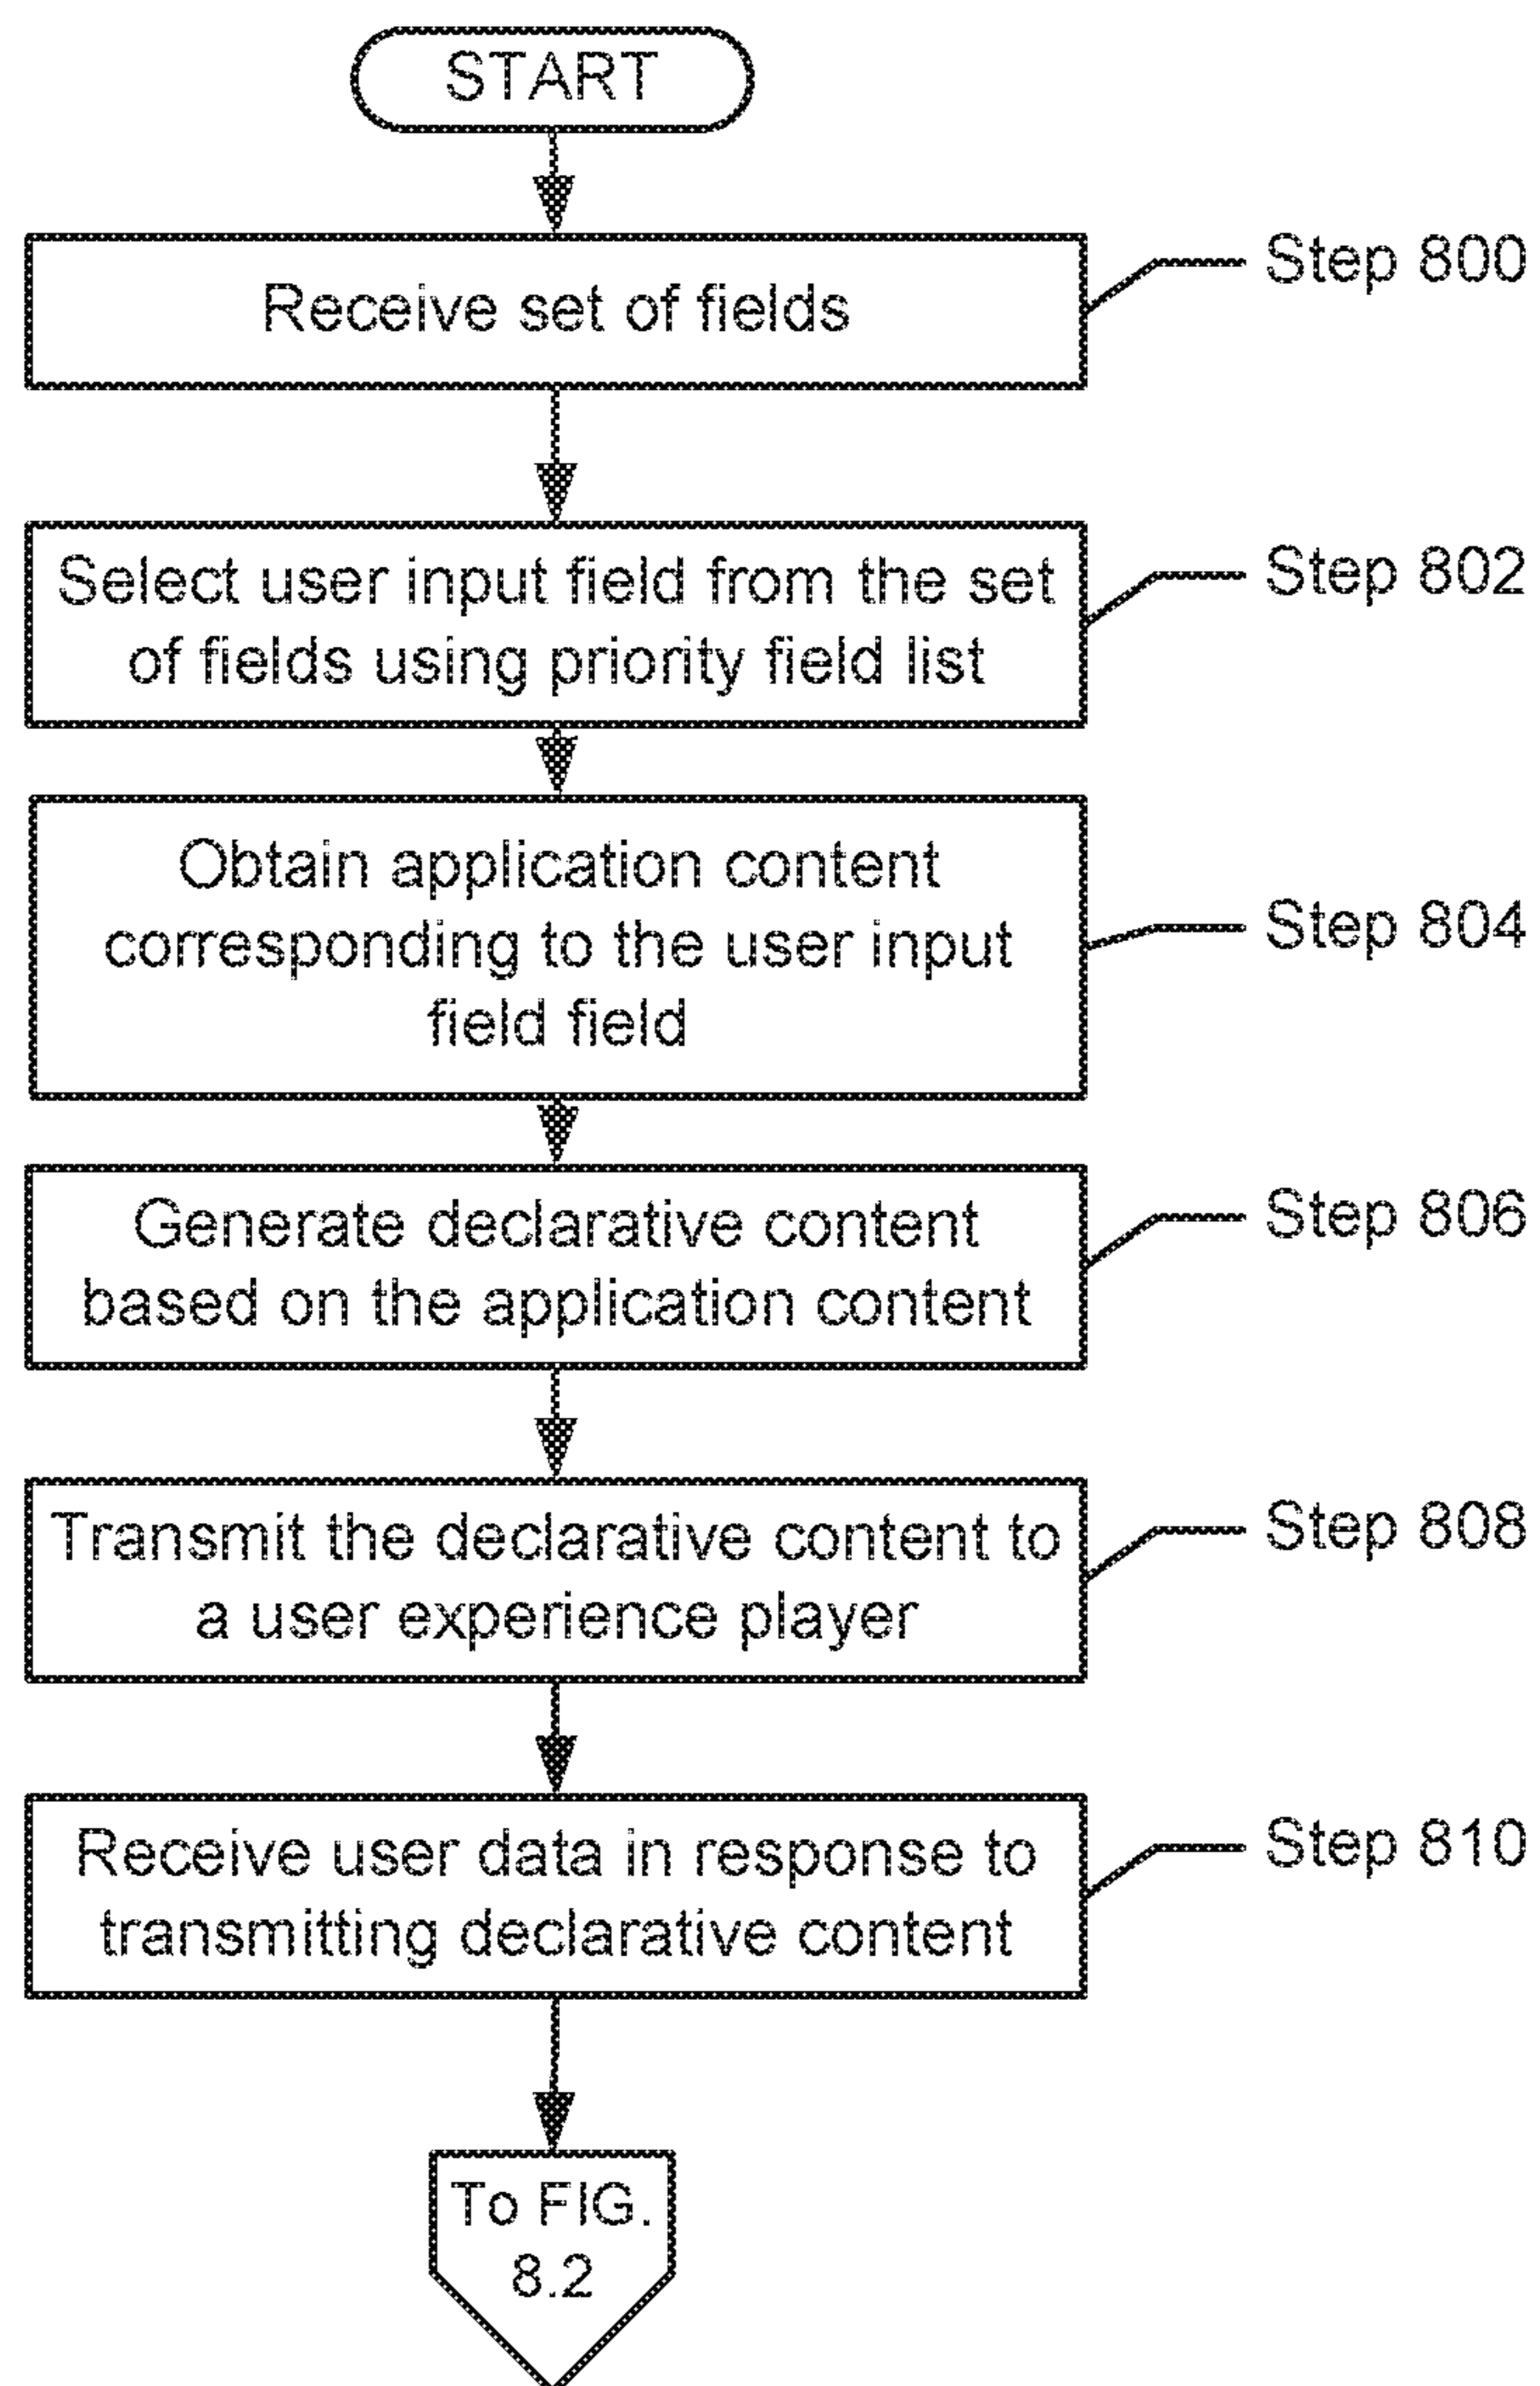 START
Receive set of fields
Step 800
Select user input field from the set
of fields using priority field list
Step 802
Obtain application content
corresponding to the user input
field field
Step 804
Generate declarative content
based on the application content
Step 806
Transmit the declarative content to
a user experience player
Step 808
Receive user data in response to
transmitting declarative content
Step 810
To FIG.
8.2